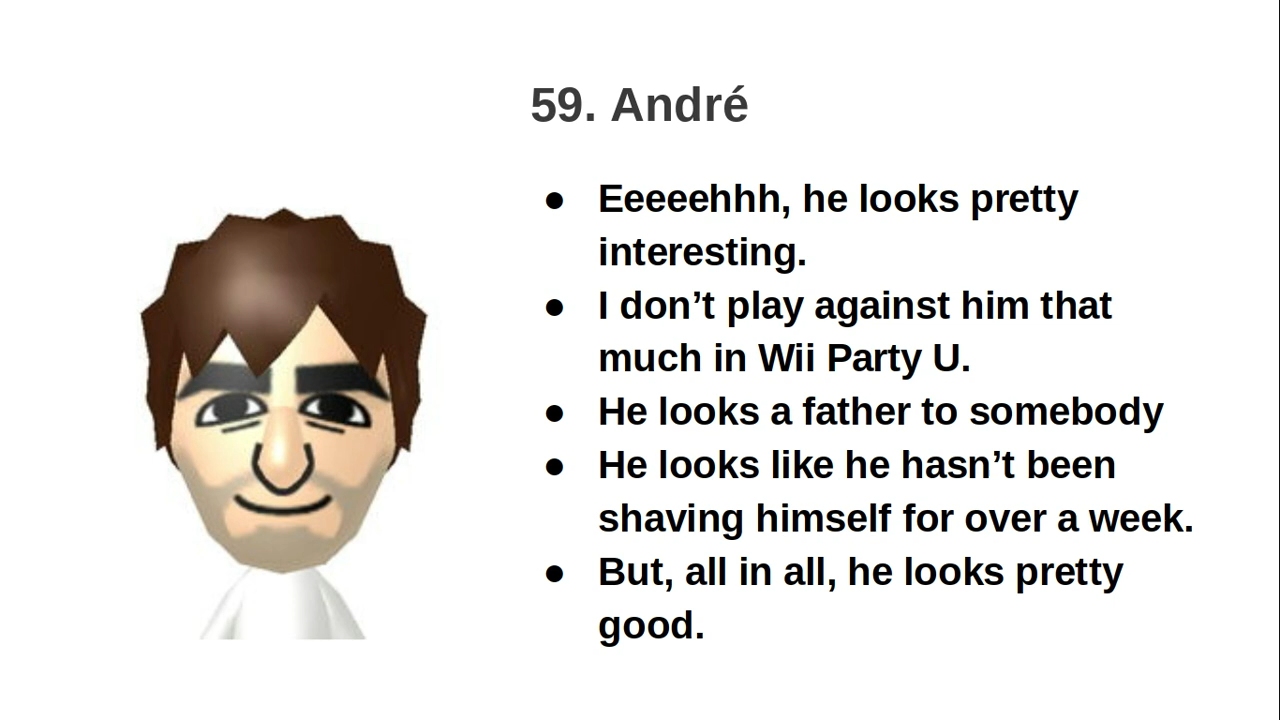 59. André
● Eeeeehhh, he looks pretty
interesting.
● I don’t play against him that
much in Wii Party U.
● He looks a father to somebody
● He looks like he hasn’t been
shaving himself for over a week.
● But, all in all, he looks pretty
good.